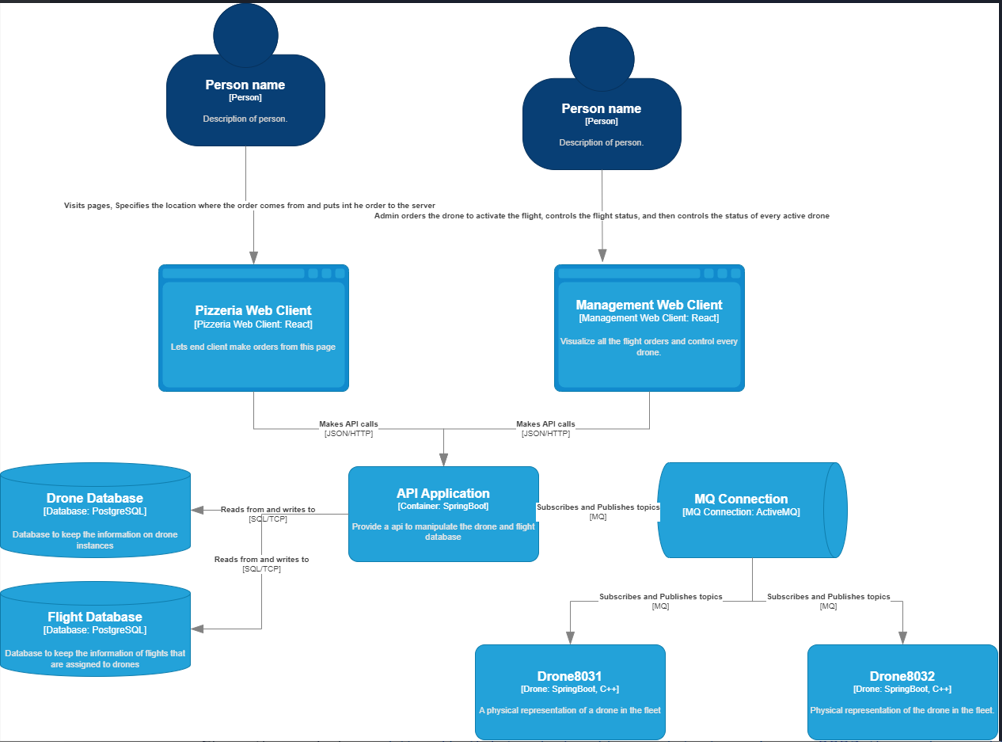 Person name
[Person]
Description of person.
Person name
[Person]
Description of person.
Visits pages, Specifies the location where the order comes from and puts int he order to the server
Admin orders the drone to activate the flight, controls the flight status, and then controls the status of every active drone
Pizzeria Web Client
[Pizzeria Web Client: React]
Lets end client make orders from this page
Management Web Client
[Management Web Client: React]
Visualize all the flight orders and control every
drone.
Makes API calls
[JSON/HTTP]
Makes API calls
[JSON/HTTP]
Drone Database
[Database: PostgreSQL]
Database to keep the information on drone
instances
Reads from and writes to
[SQL/TCP]
API Application
[Container: SpringBoot]
Provide a api to manipulate the drone and flight
database
Subscribes and Publishes topics
[MQ]
MQ Connection
[MQ Connection: ActiveMQ]
Reads from and writes to
[SQL/TCP]
Flight Database
[Database: PostgreSQL]
Database to keep the information of flights that
are assigned to drones
Subscribes and Publishes topics
[MQ]
Subscribes and Publishes topics
[MQ]
Drone8031
[Drone: SpringBoot, C++]
A physical representation of a drone in the fleet
Drone8032
[Drone: SpringBoot, C++]
Physical representation of the drone in the fleet.